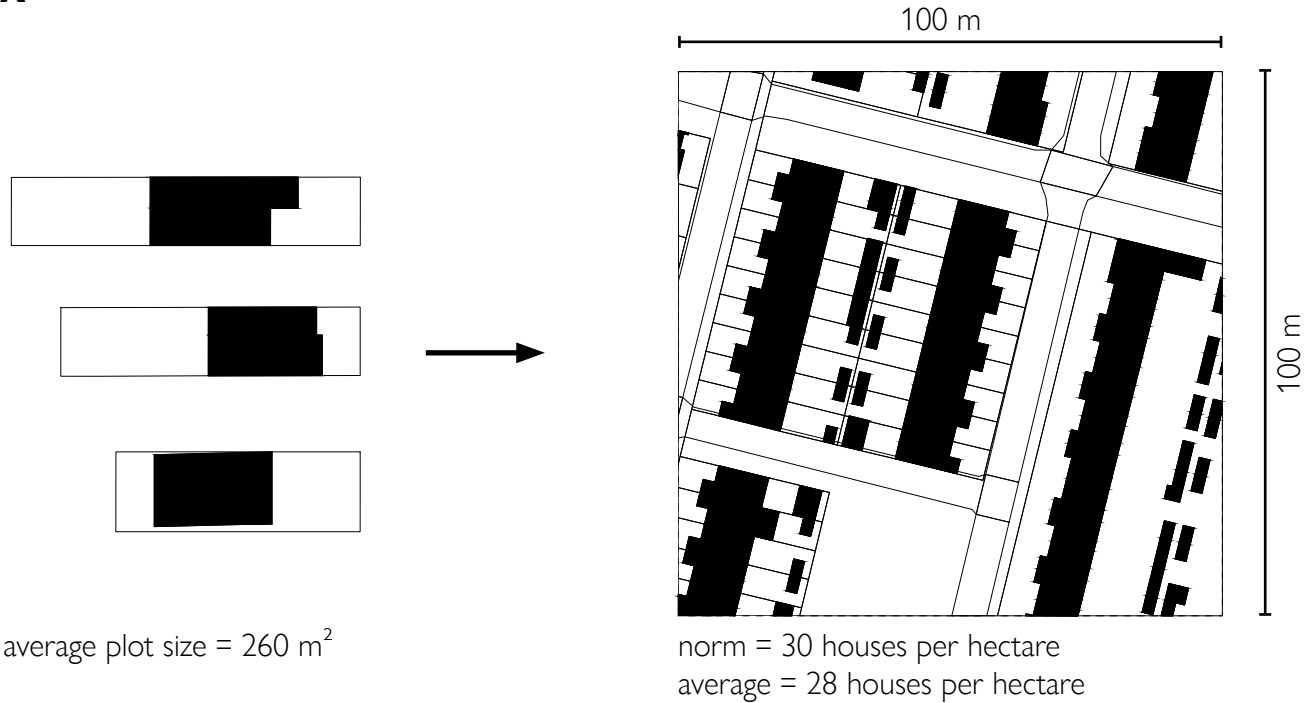 100 m
100 m
average plot size = 260 m²
norm = 30 houses per hectare
average = 28 houses per hectare